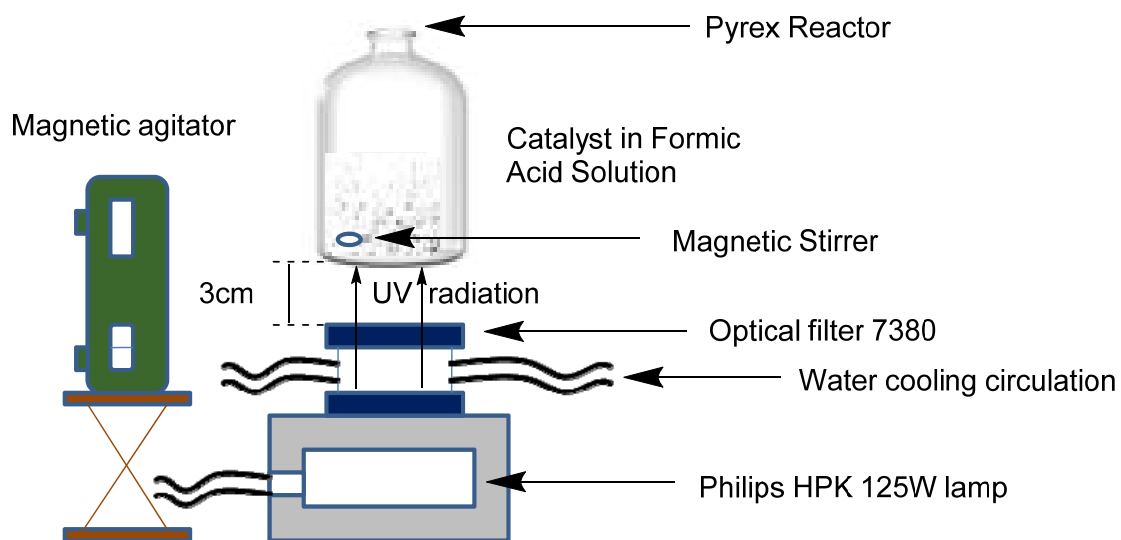 Pyrex Reactor
Magnetic agitator
Catalyst in Formic
Acid Solution
Magnetic Stirrer
3cm
UV radiation
Optical filter 7380
Water cooling circulation
Philips HPK 125W lamp